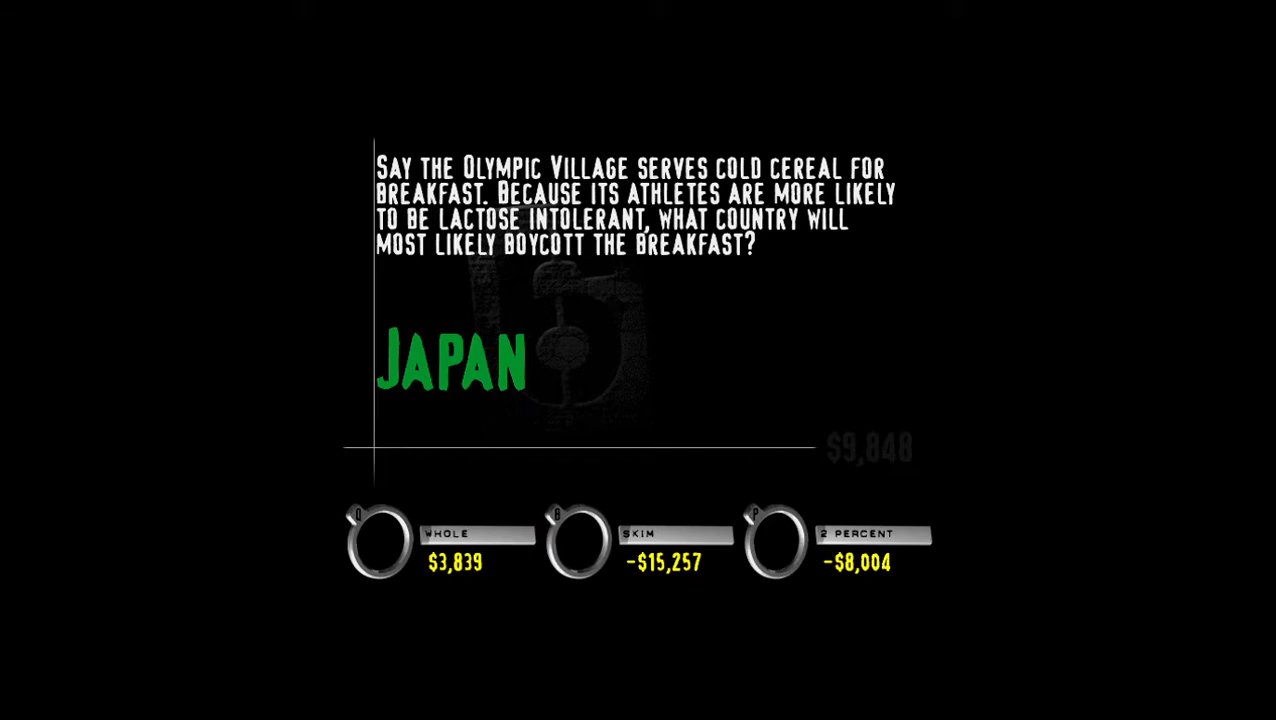 Say the Olympic Village serves cold cereal for
breakfast. Because its athletes are more likely
to be lactose intolerant, what country will
most likely boycott the breakfast?
Japan
$9,848
Q WHOLE B SKIM P 2 PERCENT
$3,839 -$15,257 -$8,004